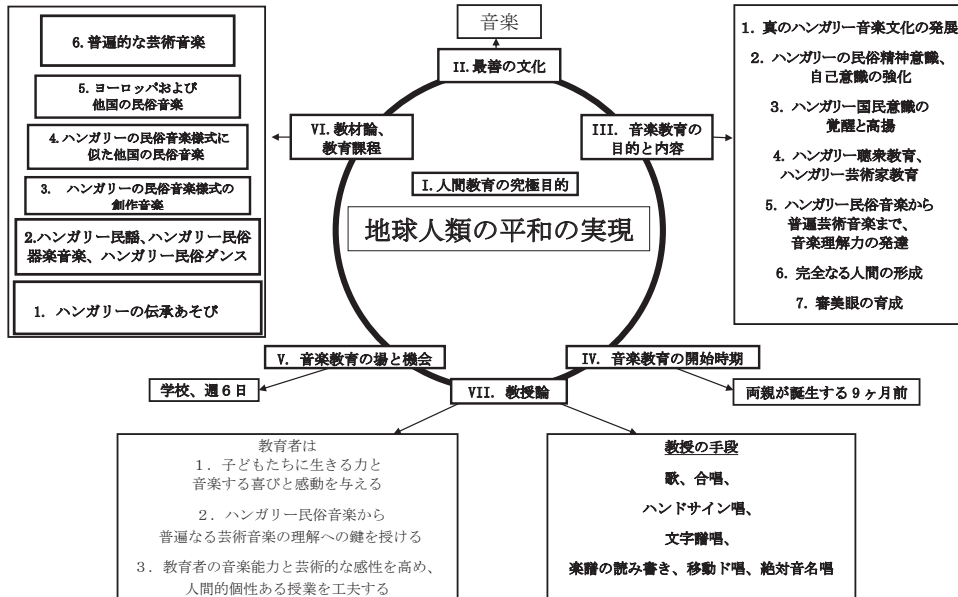 音楽
II. 最善の文化
6. 普遍的な芸術音楽
5. ヨーロッパおよび
他国の民俗音楽
4. ハンガリーの民俗音楽様式に
似た他国の民俗音楽
3. ハンガリーの民俗音楽様式の
創作音楽
2.ハンガリー民謡、ハンガリー民俗
器楽音楽、ハンガリー民俗ダンス
1. ハンガリーの伝承あそび
VI. 教材論、
教育課程
III. 音楽教育の
目的と内容
1. 真のハンガリー音楽文化の発展
2. ハンガリーの民俗精神意識、
自己意識の強化
3. ハンガリー国民意識の
覚醒と高揚
4. ハンガリー聴衆教育、
ハンガリー芸術家教育
5. ハンガリー民俗音楽から
普遍芸術音楽まで、
音楽理解力の発達
6. 完全なる人間の形成
7. 審美眼の育成
I. 人間教育の究極目的
地球人類の平和の実現
V. 音楽教育の場と機会
IV. 音楽教育の開始時期
学校、週6日
VII. 教授論
両親が誕生する9ヶ月前
教育者は
1. 子どもたちに生きる力と
音楽する喜びと感動を与える
2. ハンガリー民俗音楽から
普遍なる芸術音楽の理解への鍵を授ける
3. 教育者の音楽能力と芸術的な感性を高め、
人間的個性ある授業を工夫する
教授の手段
歌、合唱、
ハンドサイン唱、
文字譜唱、
楽譜の読み書き、移動ド唱、絶対音名唱